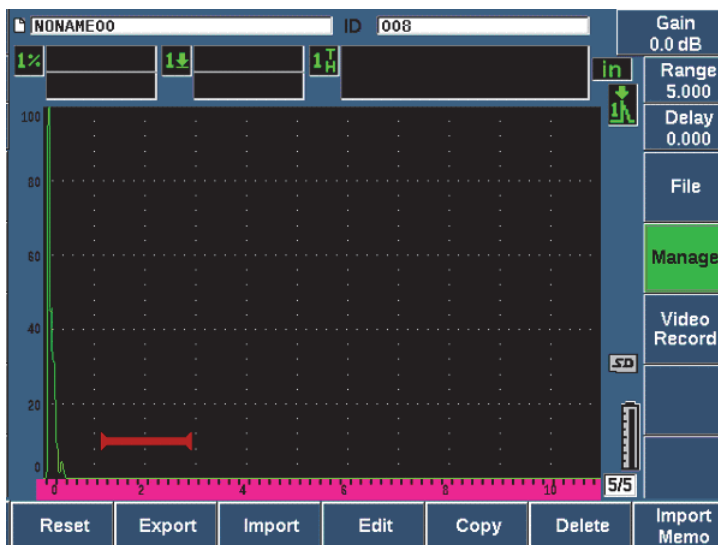 NONAME00 ID 008
Gain
0.0 dB
1% 1 1 T H in
Range
5.000
1
Delay
0.000
100
80
60
40
20
0
0 2 4 6 8 10
File
Manage
Video
Record
SD
5/5
Reset Export Import Edit Copy Delete Import
Memo